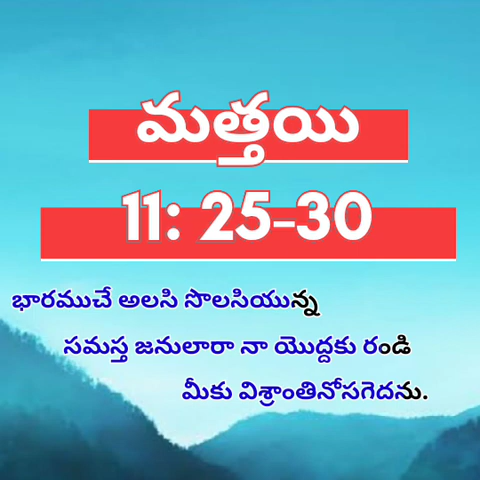 మత్తయి
11: 25-30
భారముచే అలసి సొలసియున్న
సమస్త జనులారా నా యొద్దకు రండి
మీకు విశ్రాంతినోసగెదను.